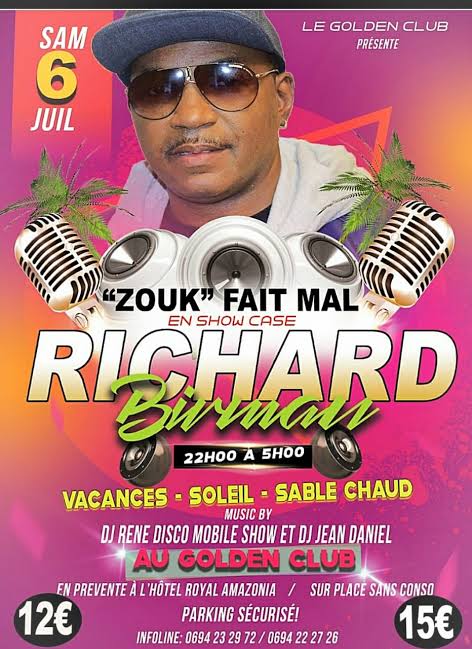 LE GOLDEN CLUB
PRÉSENTE
SAM
6
JUIL
"ZOUK" FAIT MAL
EN SHOW CASE
RICHARD
Birman
22H00 À 5H00
VACANCES - SOLEIL - SABLE CHAUD
MUSIC BY
DJ RENE DISCO MOBILE SHOW ET DJ JEAN DANIEL
AU GOLDEN CLUB
EN PREVENTE À L'HÔTEL ROYAL AMAZONIA / SUR PLACE SANS CONSO
12€
PARKING SÉCURISÉ!
15€
INFOLINE: 0694 23 29 72 / 0694 22 27 26